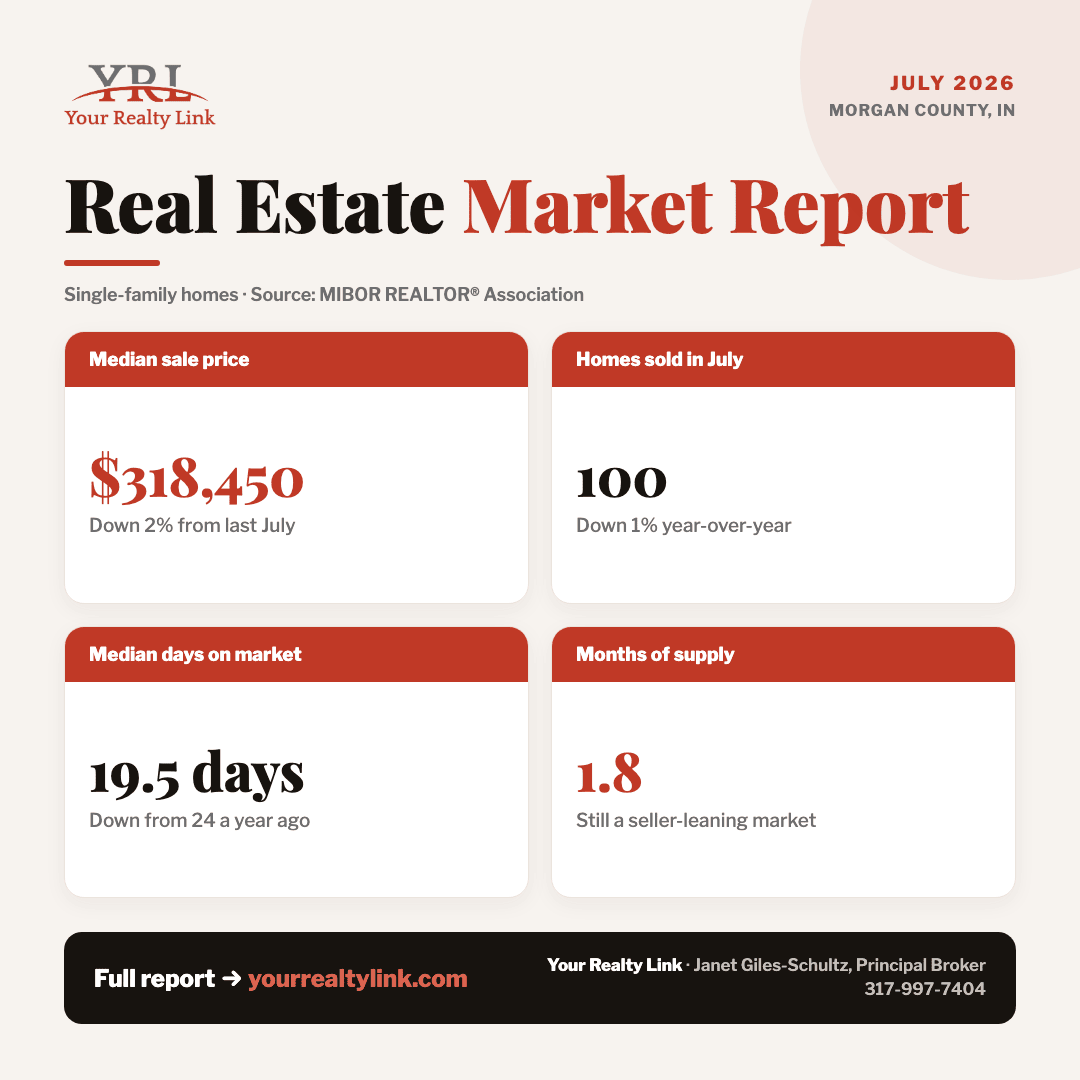 YRL
Your Realty Link
JULY 2026
MORGAN COUNTY, IN
Real Estate Market Report
Single-family homes · Source: MIBOR REALTOR® Association
Median sale price
$318,450
Down 2% from last July
Homes sold in July
100
Down 1% year-over-year
Median days on market
19.5 days
Down from 24 a year ago
Months of supply
1.8
Still a seller-leaning market
Full report → yourrealtylink.com
Your Realty Link · Janet Giles-Schultz, Principal Broker
317-997-7404